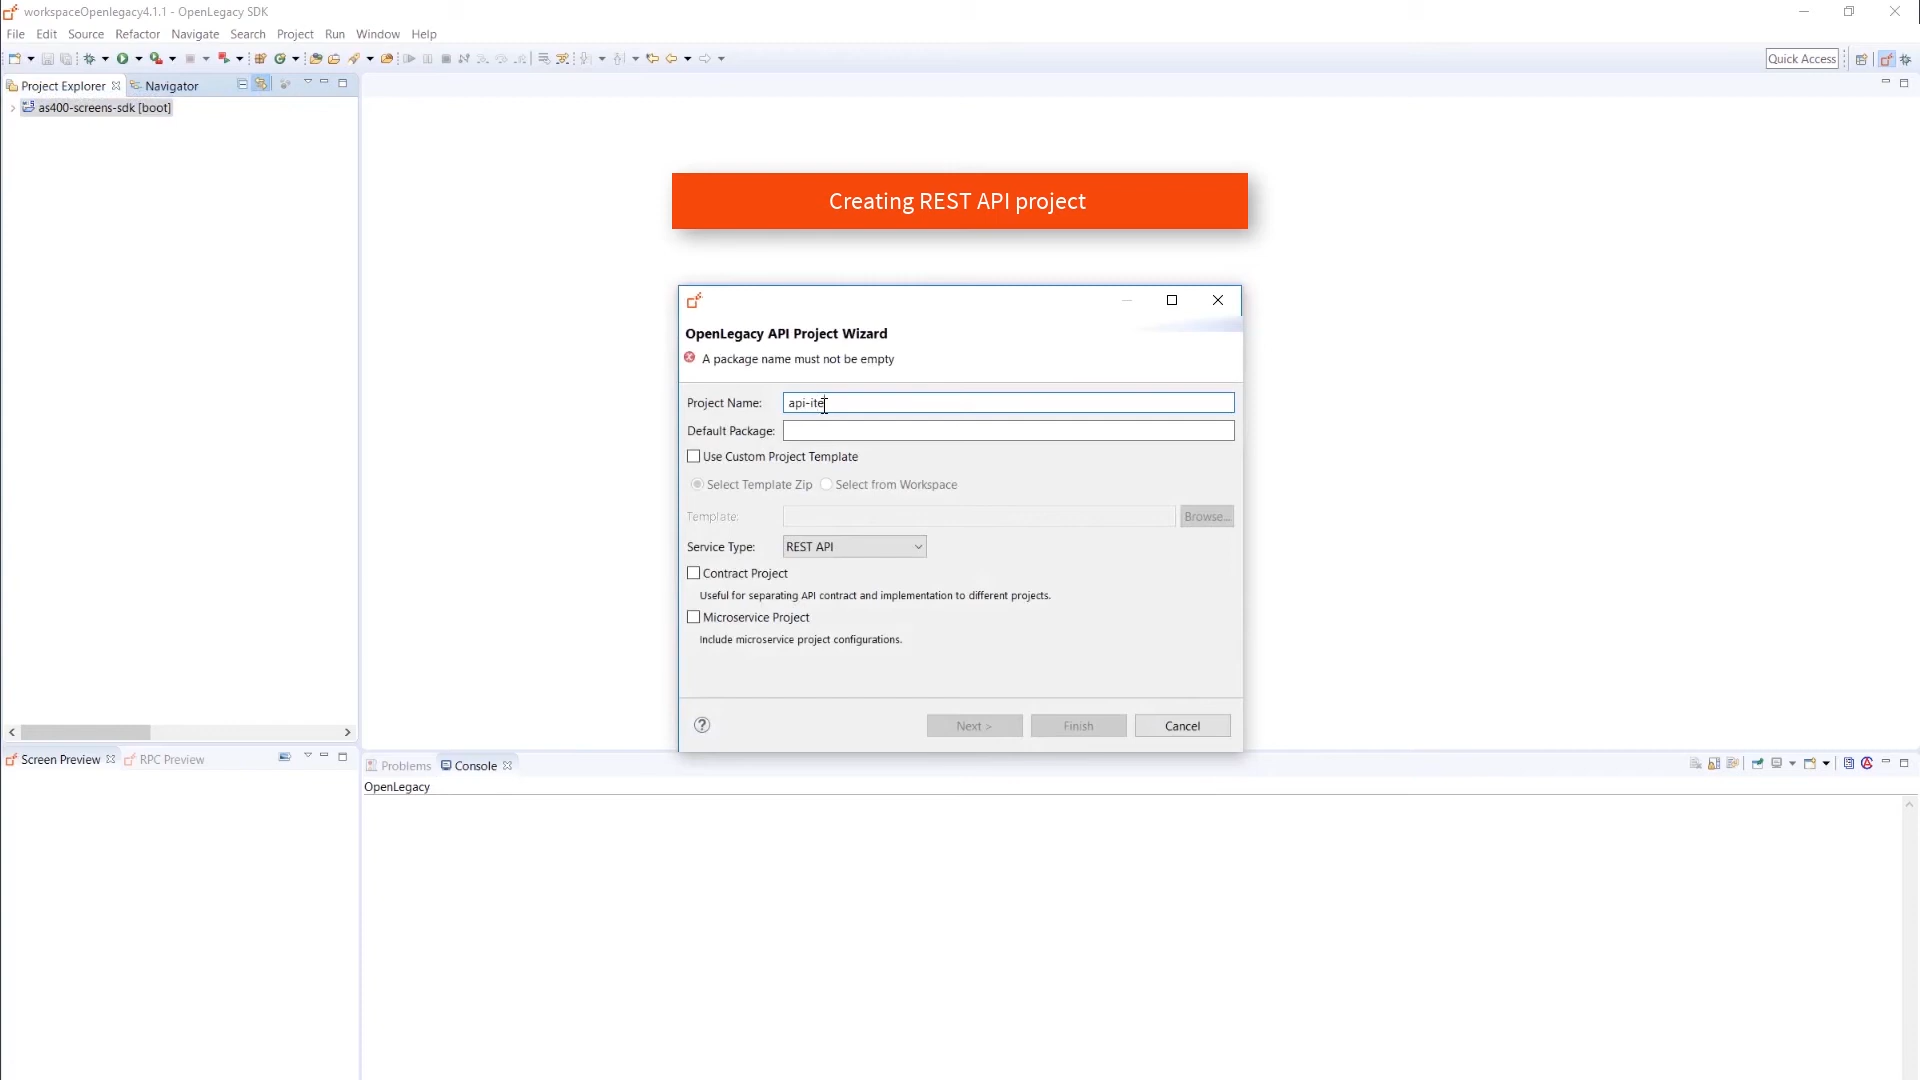 workspaceOpenlegacy4.1.1 - OpenLegacy SDK
File Edit Source Refactor Navigate Search Project Run Window Help
Quick Access
Project Explorer Navigator
as400-screens-sdk [boot]
Creating REST API project
OpenLegacy API Project Wizard
A package name must not be empty
Project Name: api-ite
Default Package:
Use Custom Project Template
Select Template Zip Select from Workspace
Template: Browse...
Service Type: REST API
Contract Project
Useful for separating API contract and implementation to different projects.
Microservice Project
Include microservice project configurations.
Next > Finish Cancel
Screen Preview RPC Preview
Problems Console
OpenLegacy